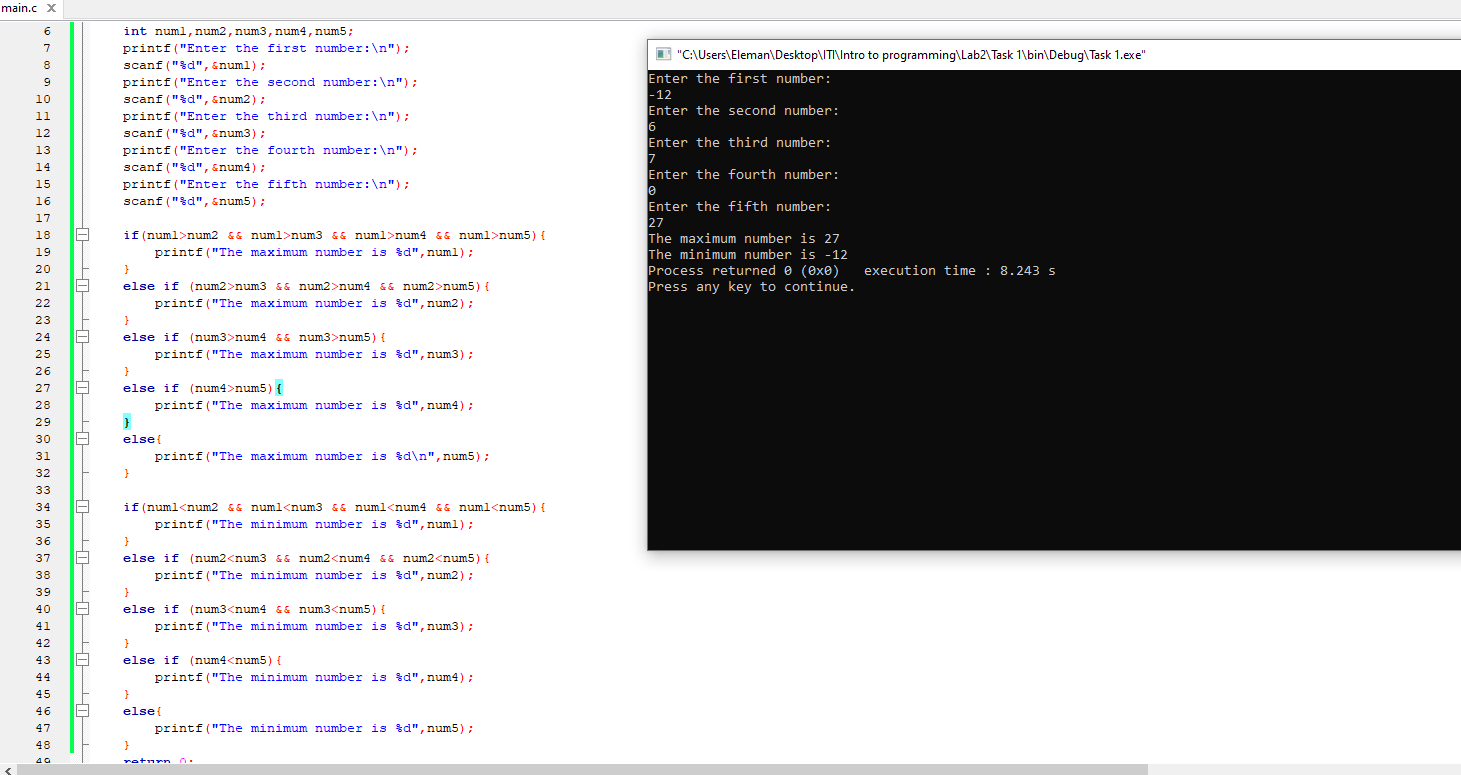 main.c X
6 int num1,num2,num3,num4,num5;
7 printf("Enter the first number:\n");
8 scanf("%d",&num1);
9 printf("Enter the second number:\n");
10 scanf("%d",&num2);
11 printf("Enter the third number:\n");
12 scanf("%d",&num3);
13 printf("Enter the fourth number:\n");
14 scanf("%d",&num4);
15 printf("Enter the fifth number:\n");
16 scanf("%d",&num5);
17
18 if(num1>num2 && num1>num3 && num1>num4 && num1>num5){
19 printf("The maximum number is %d",num1);
20 }
21 else if (num2>num3 && num2>num4 && num2>num5){
22 printf("The maximum number is %d",num2);
23 }
24 else if (num3>num4 && num3>num5){
25 printf("The maximum number is %d",num3);
26 }
27 else if (num4>num5){
28 printf("The maximum number is %d",num4);
29 }
30 else{
31 printf("The maximum number is %d\n",num5);
32 }
33
34 if(num1<num2 && num1<num3 && num1<num4 && num1<num5){
35 printf("The minimum number is %d",num1);
36 }
37 else if (num2<num3 && num2<num4 && num2<num5){
38 printf("The minimum number is %d",num2);
39 }
40 else if (num3<num4 && num3<num5){
41 printf("The minimum number is %d",num3);
42 }
43 else if (num4<num5){
44 printf("The minimum number is %d",num4);
45 }
46 else{
47 printf("The minimum number is %d",num5);
48 }
49 return 0;
"C:\Users\Eleman\Desktop\ITI\Intro to programming\Lab2\Task 1\bin\Debug\Task 1.exe"
Enter the first number:
-12
Enter the second number:
6
Enter the third number:
7
Enter the fourth number:
0
Enter the fifth number:
27
The maximum number is 27
The minimum number is -12
Process returned 0 (0x0)   execution time : 8.243 s
Press any key to continue.